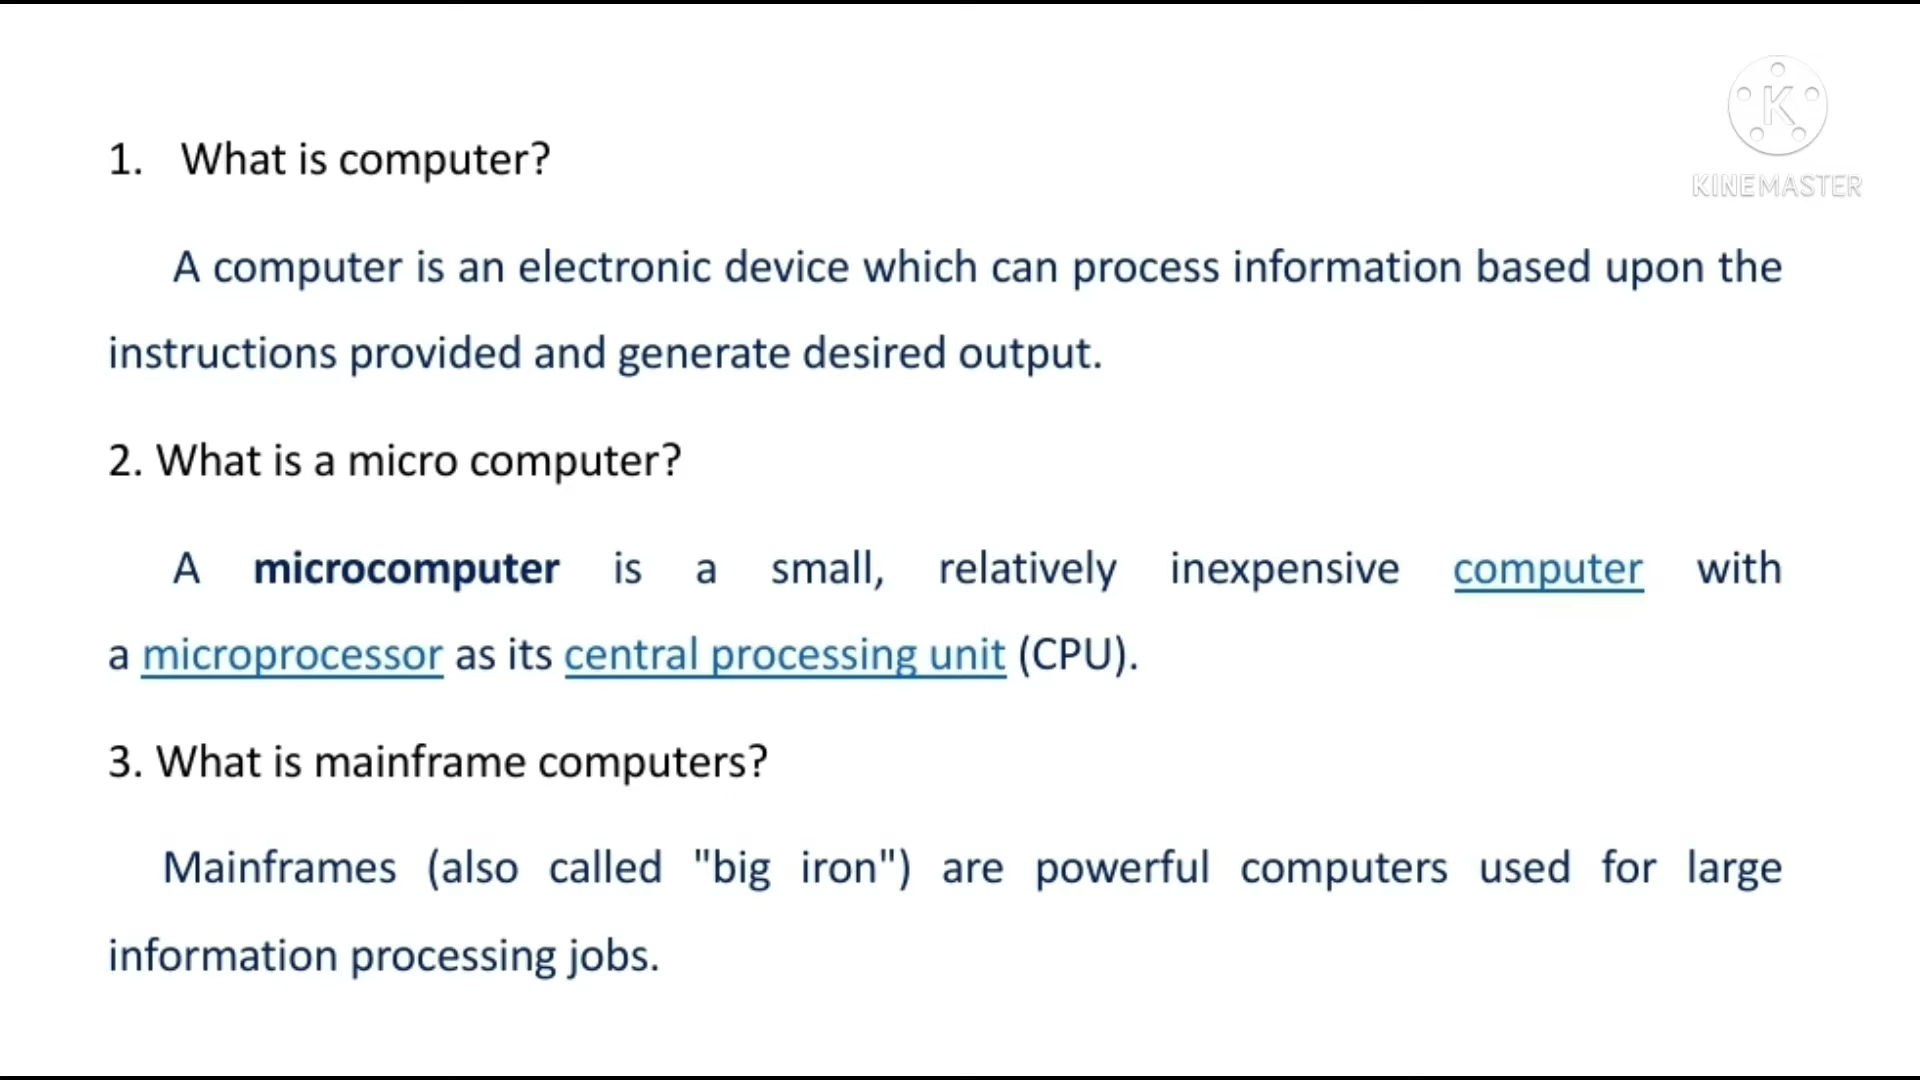 K
KINEMASTER
1. What is computer?
A computer is an electronic device which can process information based upon the
instructions provided and generate desired output.
2. What is a micro computer?
A microcomputer is a small, relatively inexpensive computer with
a microprocessor as its central processing unit (CPU).
3. What is mainframe computers?
Mainframes (also called "big iron") are powerful computers used for large
information processing jobs.